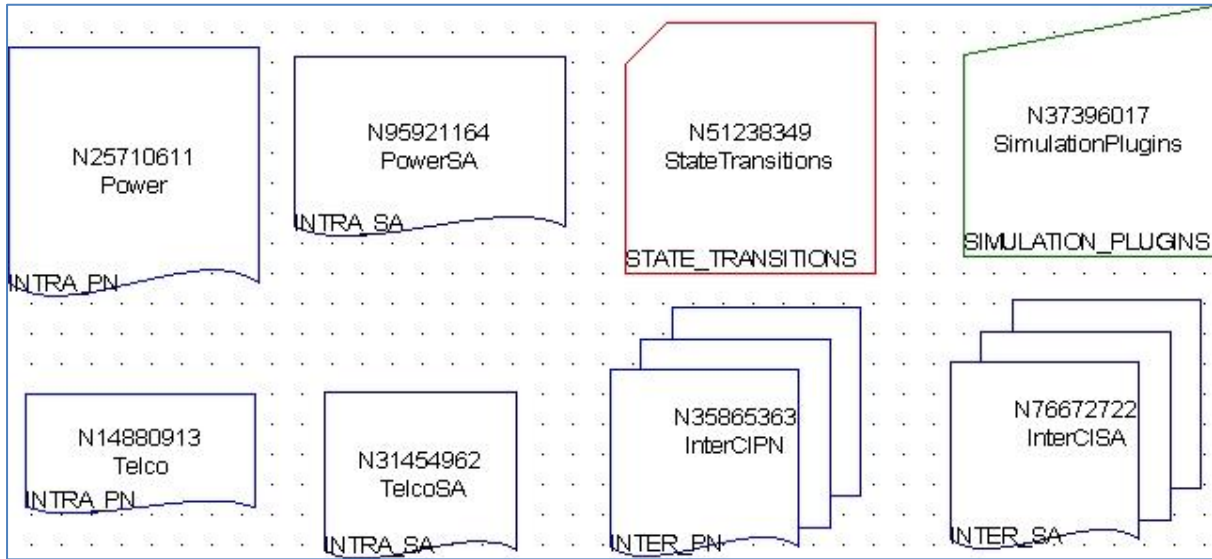 N25710611
Power
INTRA_PN
N95921164
PowerSA
INTRA_SA
N51238349
StateTransitions
STATE_TRANSITIONS
N37396017
SimulationPlugins
SIMULATION_PLUGINS
N14880913
Telco
INTRA_PN
N31454962
TelcoSA
INTRA_SA
N35865363
InterCIPN
INTER_PN
N76672722
InterCISA
INTER_SA